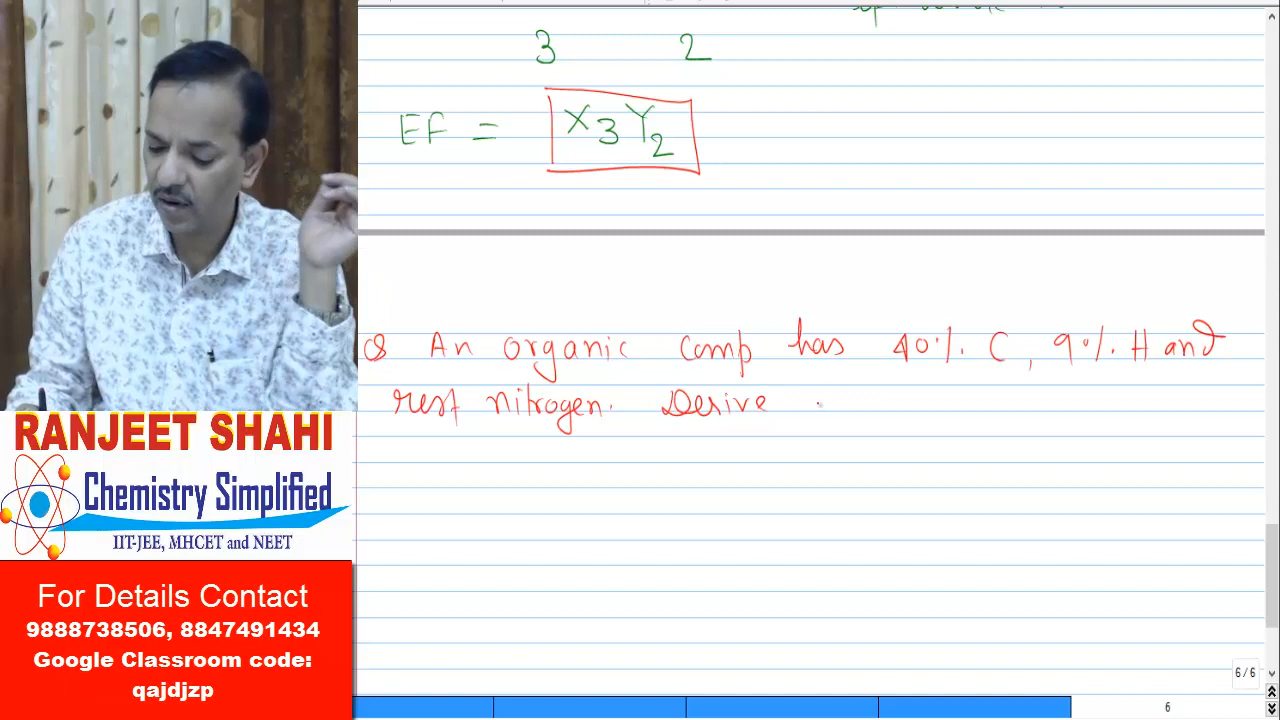 3 2
EF = X3Y2
Q An organic comp has 40%. C, 9%. H and
rest nitrogen. Derive
RANJEET SHAHI
Chemistry Simplified
IIT-JEE, MHCET and NEET
For Details Contact
9888738506, 8847491434
Google Classroom code:
qajdjzp
6/6
6